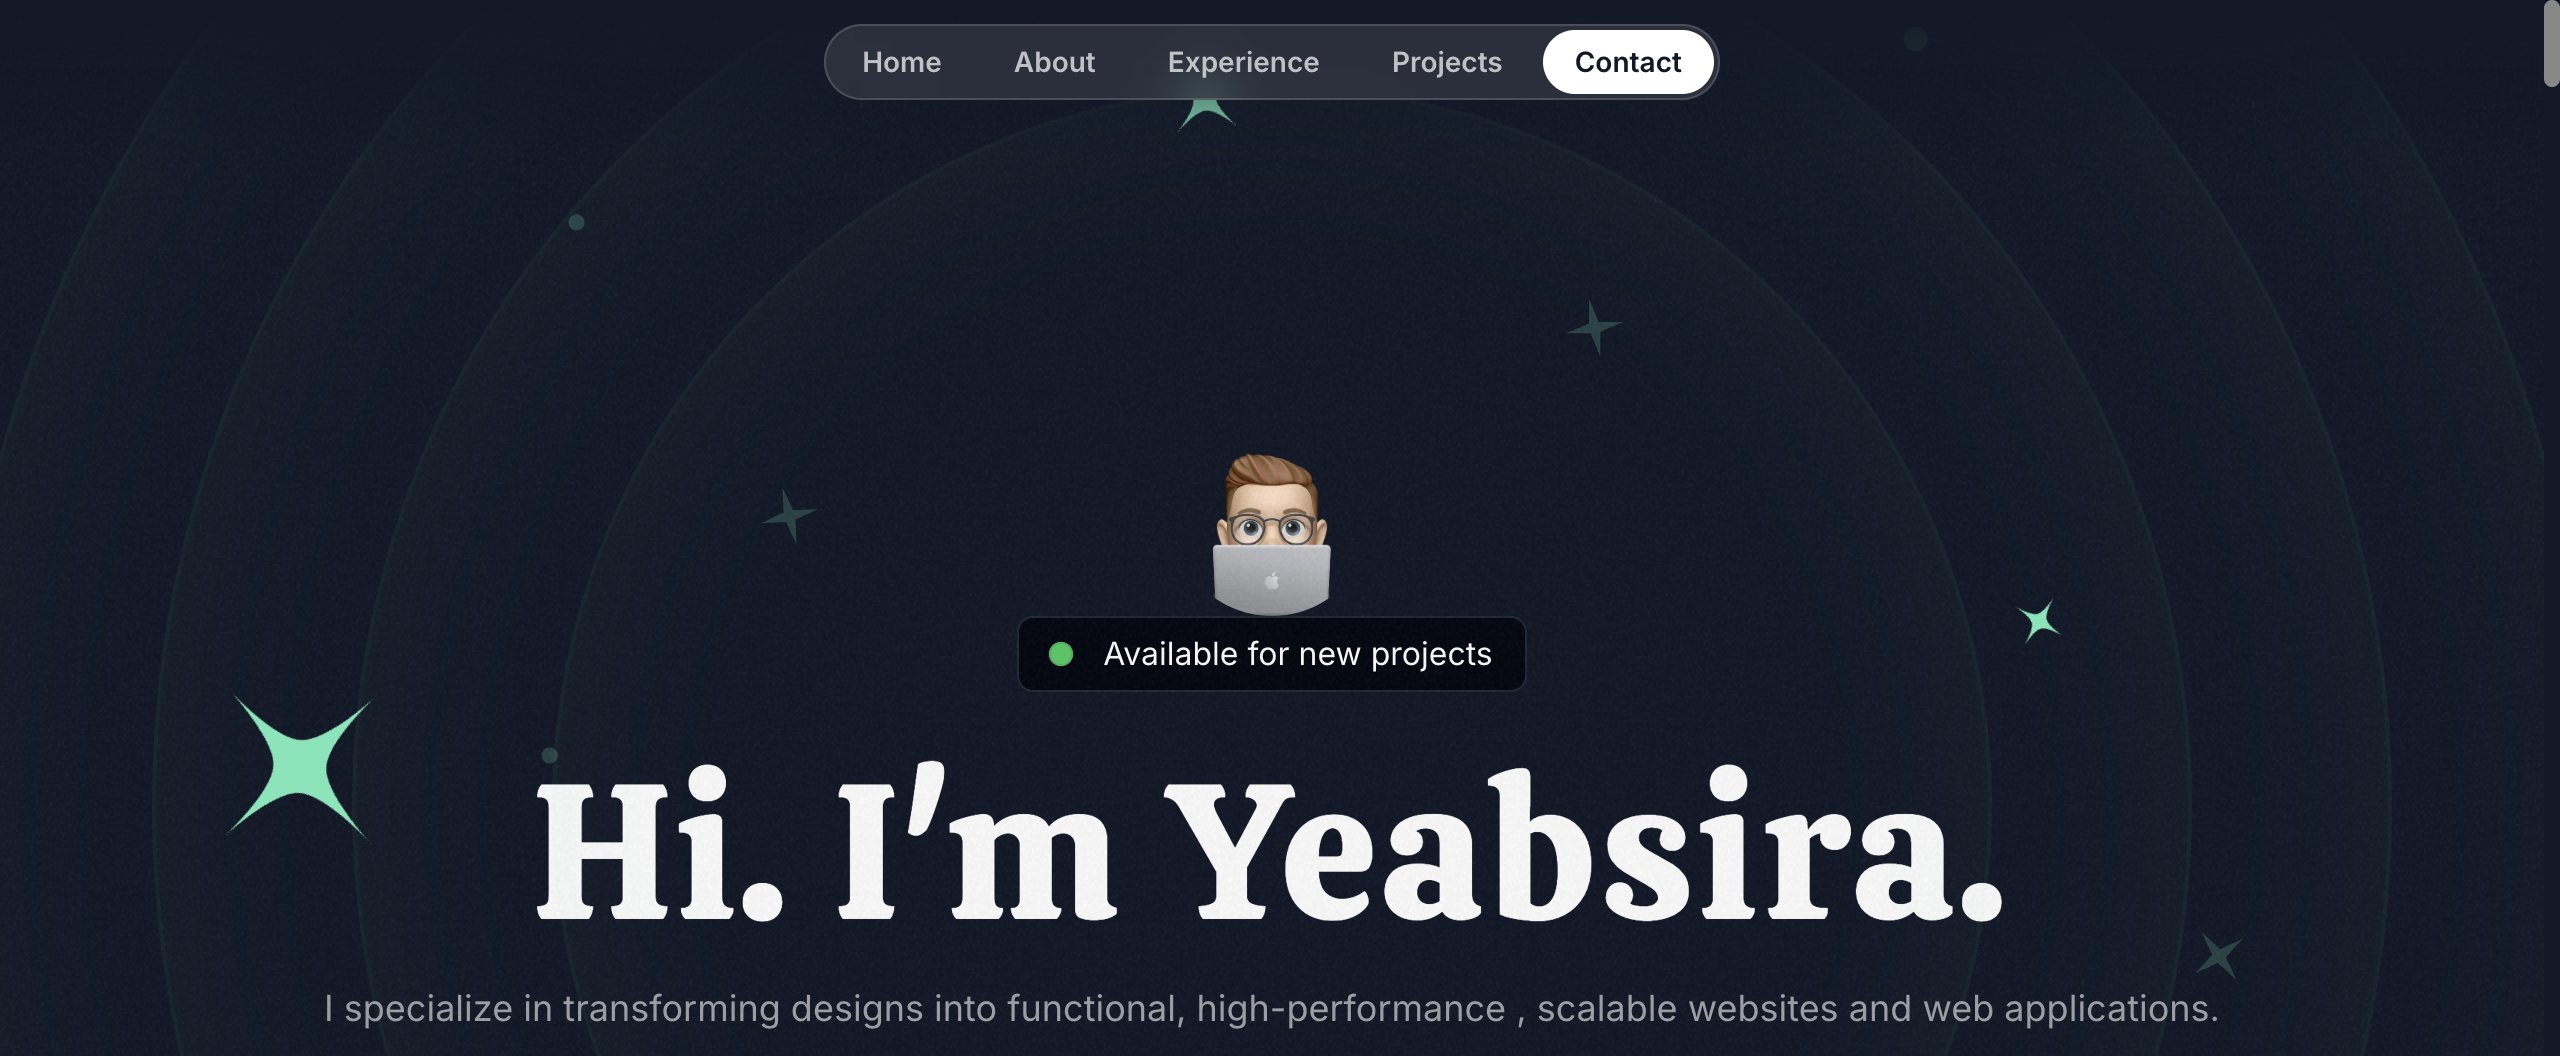 Home About Experience Projects Contact
Available for new projects
Hi. I'm Yeabsira.
I specialize in transforming designs into functional, high-performance , scalable websites and web applications.